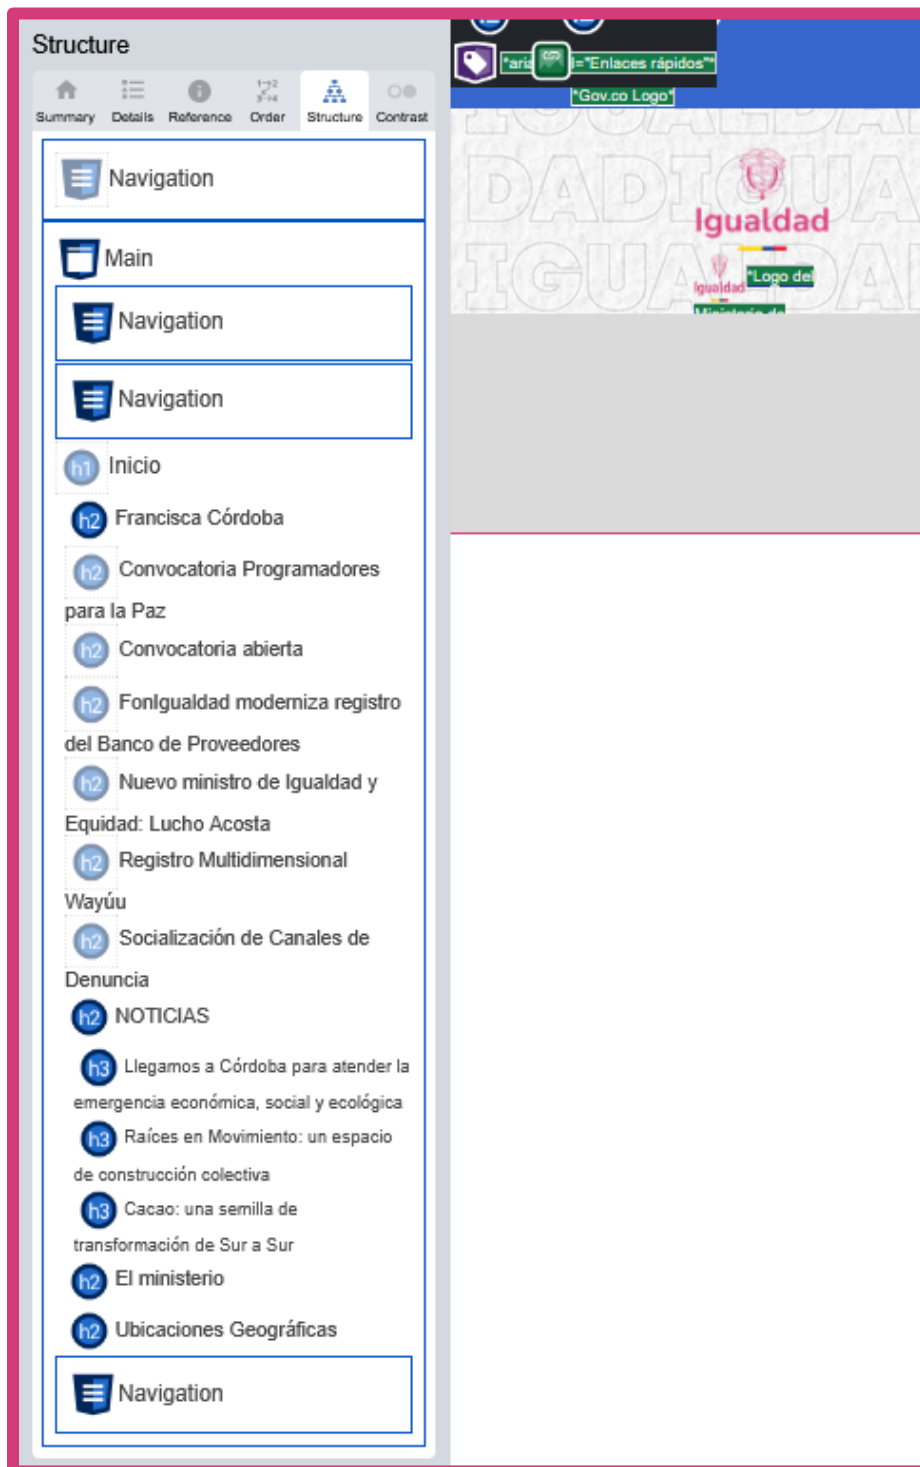 Structure
Summary Details Reference Order Structure Contrast
Navigation
Main
Navigation
Navigation
h1 Inicio
h2 Francisca Córdoba
h2 Convocatoria Programadores
para la Paz
h2 Convocatoria abierta
h2 FonIgualdad moderniza registro
del Banco de Proveedores
h2 Nuevo ministro de Igualdad y
Equidad: Lucho Acosta
h2 Registro Multidimensional
Wayúu
h2 Socialización de Canales de
Denuncia
h2 NOTICIAS
h3 Llegamos a Córdoba para atender la
emergencia económica, social y ecológica
h3 Raíces en Movimiento: un espacio
de construcción colectiva
h3 Cacao: una semilla de
transformación de Sur a Sur
h2 El ministerio
h2 Ubicaciones Geográficas
Navigation
="Enlaces rápidos"*
*Gov.co Logo*
DADIGUA
Igualdad
IGUALDA
Igualdad
*Logo del
Ministerio de